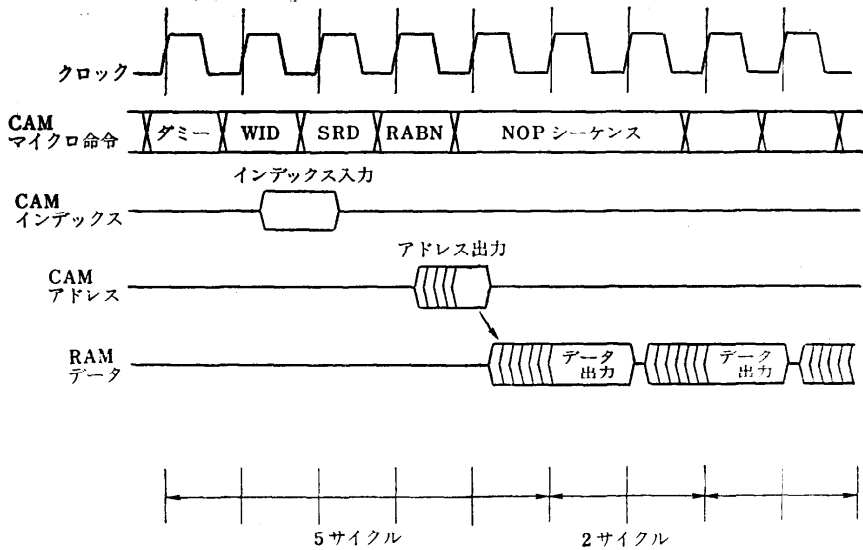 クロック
CAM
マイクロ命令
ダミー
WID
SRD
RABN
NOP シーケンス
インデックス入力
CAM
インデックス
アドレス出力
CAM
アドレス
RAM
データ
データ
出力
データ
出力
5サイクル
2サイクル